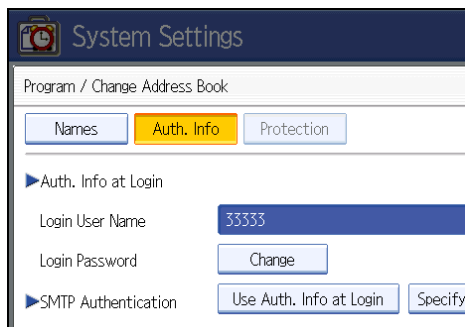 System Settings
Program / Change Address Book
Names Auth. Info Protection
▶Auth. Info at Login
Login User Name 33333
Login Password Change
▶SMTP Authentication Use Auth. Info at Login Specify